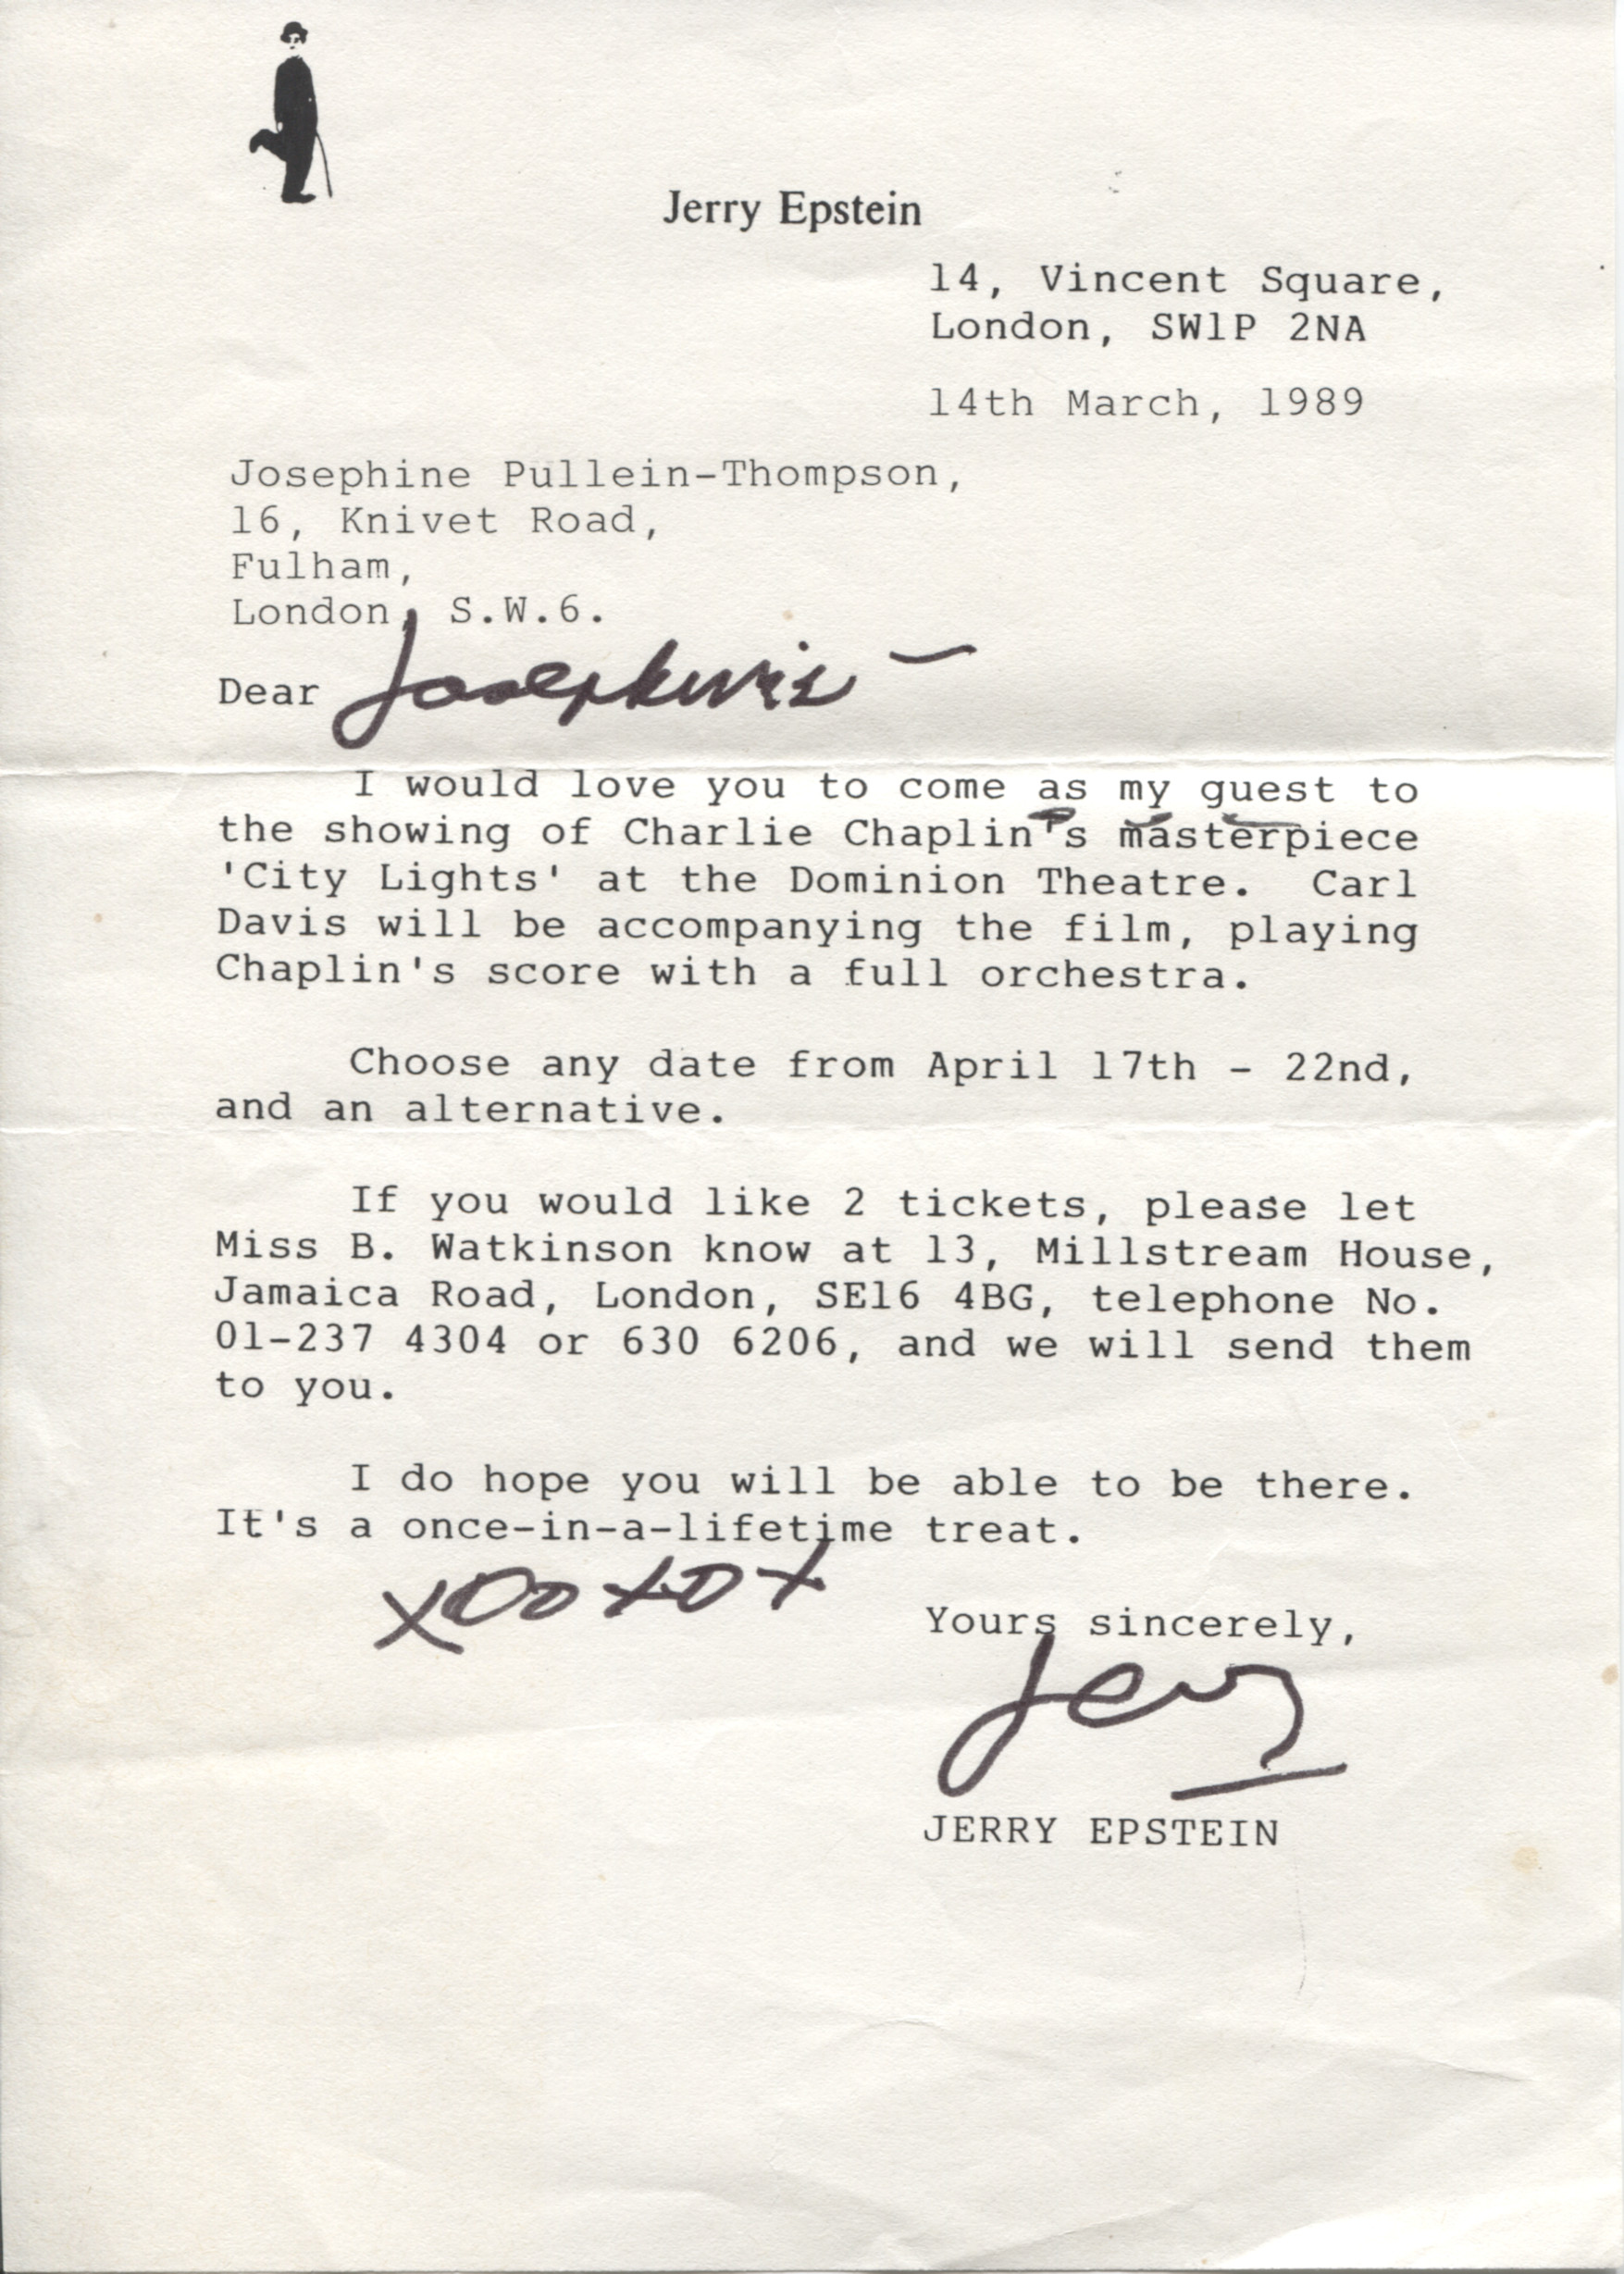 Jerry Epstein
14, Vincent Square,
London, SW1P 2NA
14th March, 1989
Josephine Pullein-Thompson,
16, Knivet Road,
Fulham,
London, S.W.6.
Dear Josephine —
I would love you to come as my guest to
the showing of Charlie Chaplin's masterpiece
'City Lights' at the Dominion Theatre. Carl
Davis will be accompanying the film, playing
Chaplin's score with a full orchestra.
Choose any date from April 17th - 22nd,
and an alternative.
If you would like 2 tickets, please let
Miss B. Watkinson know at 13, Millstream House,
Jamaica Road, London, SE16 4BG, telephone No.
01-237 4304 or 630 6206, and we will send them
to you.
I do hope you will be able to be there.
It's a once-in-a-lifetime treat.
xooxox
Yours sincerely,
Jerry
JERRY EPSTEIN